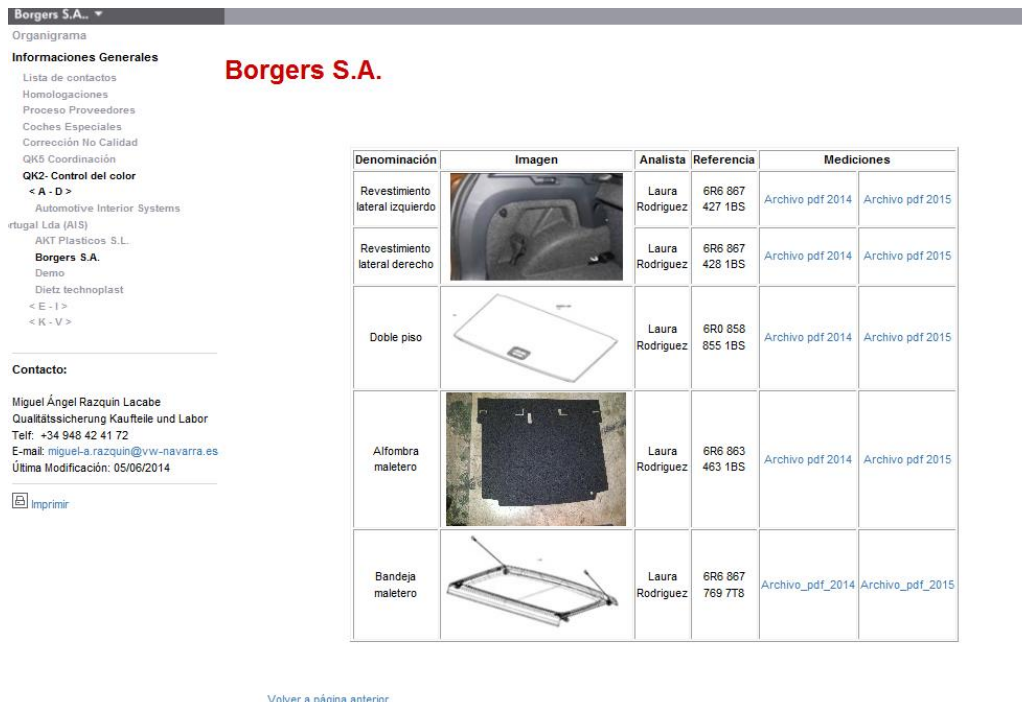 Borgers S.A..
Organigrama
Informaciones Generales
Lista de contactos
Homologaciones
Proceso Proveedores
Coches Especiales
Corrección No Calidad
QK5 Coordinación
QK2- Control del color
< A - D >
Automotive Interior Systems
rtugal Lda (AIS)
AKT Plasticos S.L.
Borgers S.A.
Demo
Dietz technoplast
< E - I >
< K - V >
Contacto:
Miguel Ángel Razquin Lacabe
Qualitätssicherung Kaufteile und Labor
Telf: +34 948 42 41 72
E-mail: miguel-a.razquin@vw-navarra.es
Última Modificación: 05/06/2014
Imprimir
Borgers S.A.
Denominación Imagen Analista Referencia Mediciones
Revestimiento
lateral izquierdo
Laura
Rodriguez
6R6 867
427 1BS
Archivo pdf 2014 Archivo pdf 2015
Revestimiento
lateral derecho
Laura
Rodriguez
6R6 867
428 1BS
Archivo pdf 2014 Archivo pdf 2015
Doble piso
Laura
Rodriguez
6R0 858
855 1BS
Archivo pdf 2014 Archivo pdf 2015
Alfombra
maletero
Laura
Rodriguez
6R6 863
463 1BS
Archivo pdf 2014 Archivo pdf 2015
Bandeja
maletero
Laura
Rodriguez
6R6 867
769 7T8
Archivo_pdf_2014 Archivo_pdf_2015
Volver a página anterior